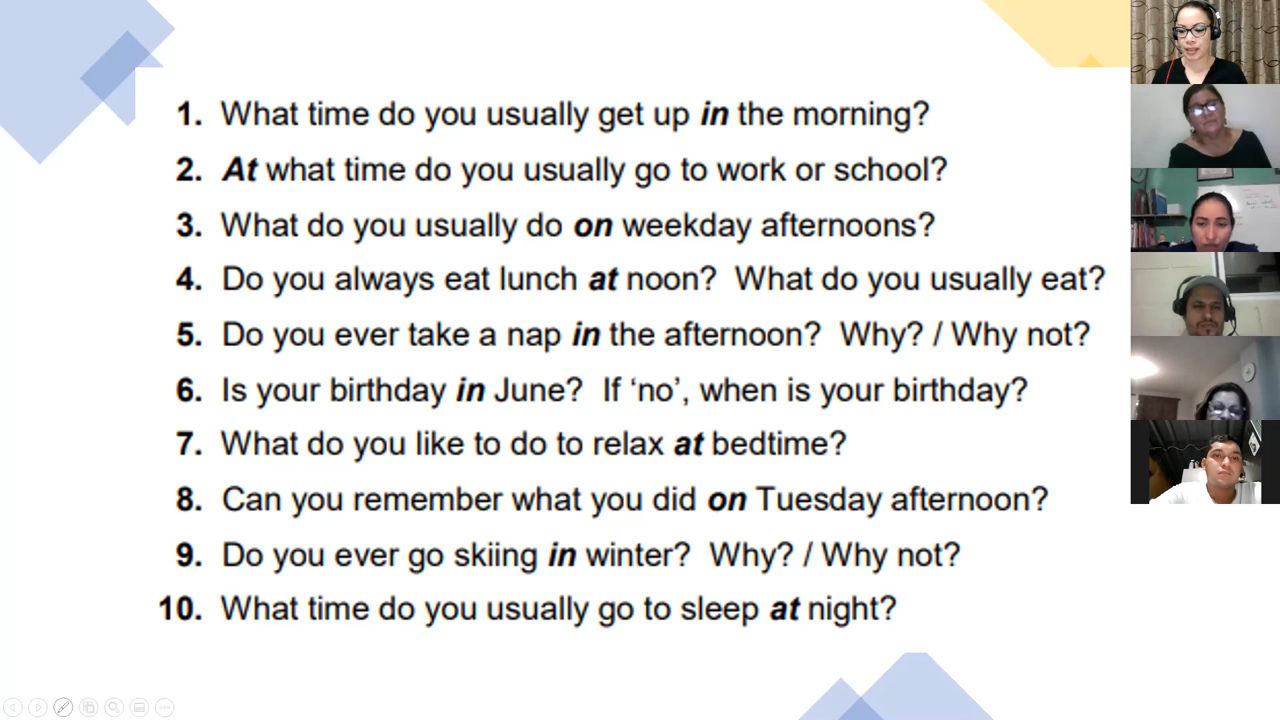 1. What time do you usually get up in the morning?
2. At what time do you usually go to work or school?
3. What do you usually do on weekday afternoons?
4. Do you always eat lunch at noon? What do you usually eat?
5. Do you ever take a nap in the afternoon? Why? / Why not?
6. Is your birthday in June? If ‘no’, when is your birthday?
7. What do you like to do to relax at bedtime?
8. Can you remember what you did on Tuesday afternoon?
9. Do you ever go skiing in winter? Why? / Why not?
10. What time do you usually go to sleep at night?